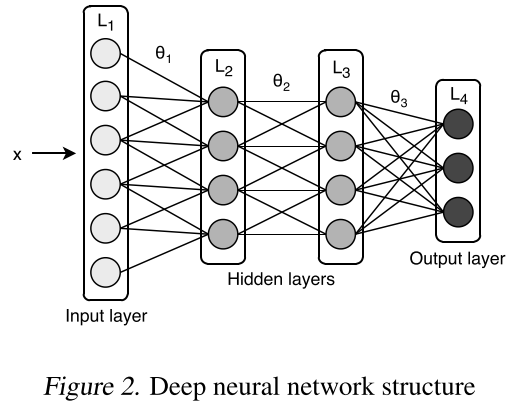 L1
θ1
L2
θ2
L3
θ3
L4
x
Output layer
Hidden layers
Input layer
Figure 2. Deep neural network structure